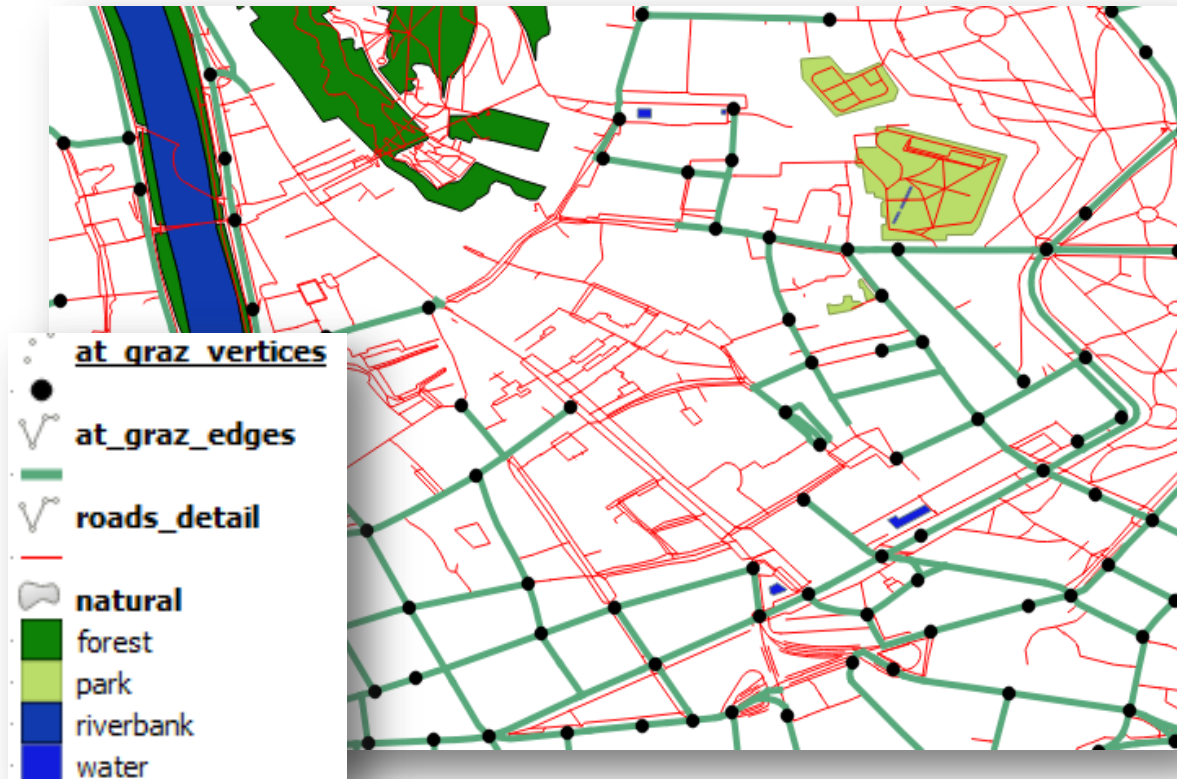 at_graz_vertices
at_graz_edges
roads_detail
natural
forest
park
riverbank
water